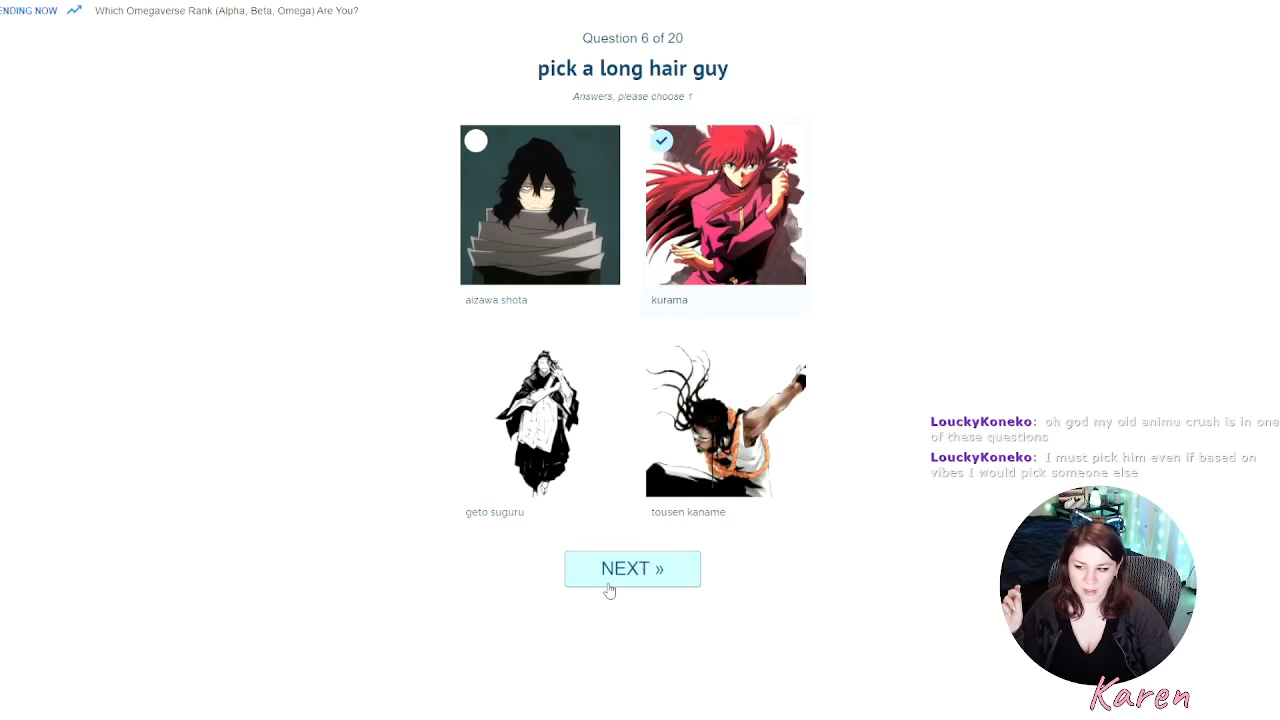 ENDING NOW Which Omegaverse Rank (Alpha, Beta, Omega) Are You?
Question 6 of 20
pick a long hair guy
Answers, please choose 1
aizawa shota
kurama
geto suguru
tousen kaname
NEXT »
LouckyKoneko: oh god my old animu crush is in one
of these questions
LouckyKoneko: I must pick him even if based on
vibes I would pick someone else
Karen